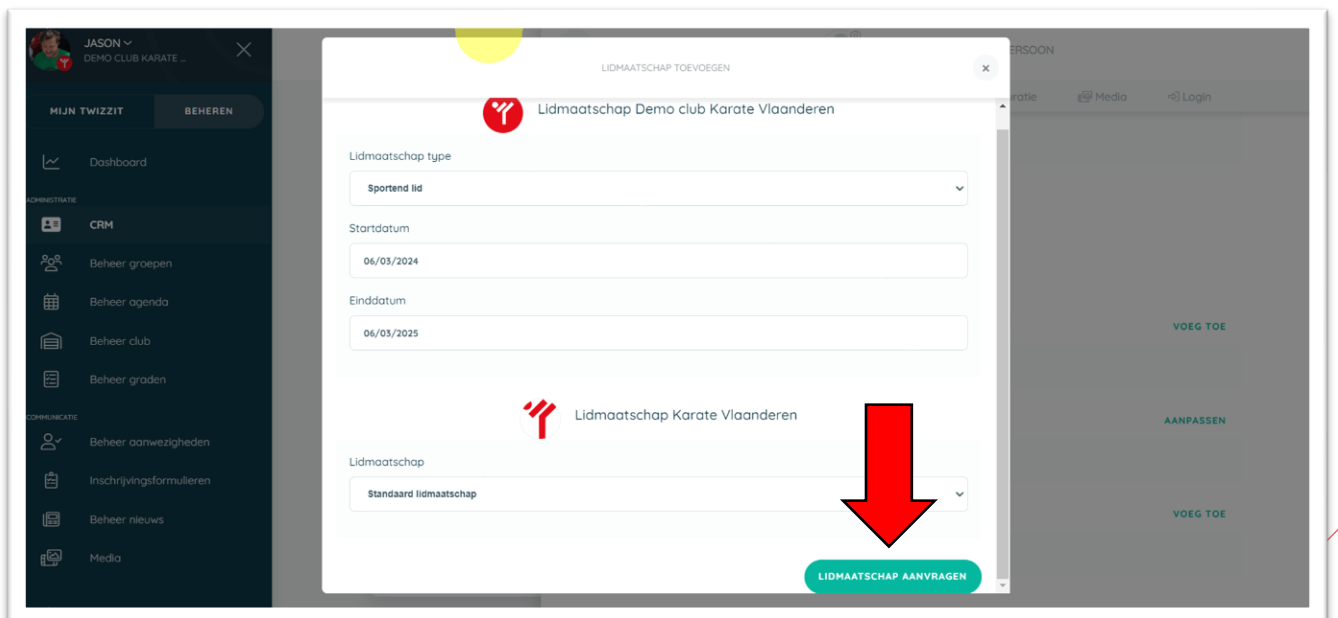 JASON
DEMO CLUB KARATE ...
MIJN TWIZZIT
BEHEREN
Dashboard
ADMINISTRATIE
CRM
Beheer groepen
Beheer agenda
Beheer club
Beheer graden
COMMUNICATIE
Beheer aanwezigheden
Inschrijvingsformulieren
Beheer nieuws
Media
LIDMAATSCHAP TOEVOEGEN
Lidmaatschap Demo club Karate Vlaanderen
Lidmaatschap type
Sportend lid
Startdatum
06/03/2024
Einddatum
06/03/2025
Lidmaatschap Karate Vlaanderen
Lidmaatschap
Standaard lidmaatschap
LIDMAATSCHAP AANVRAGEN
ERSOON
Media
Login
VOEG TOE
AANPASSEN
VOEG TOE